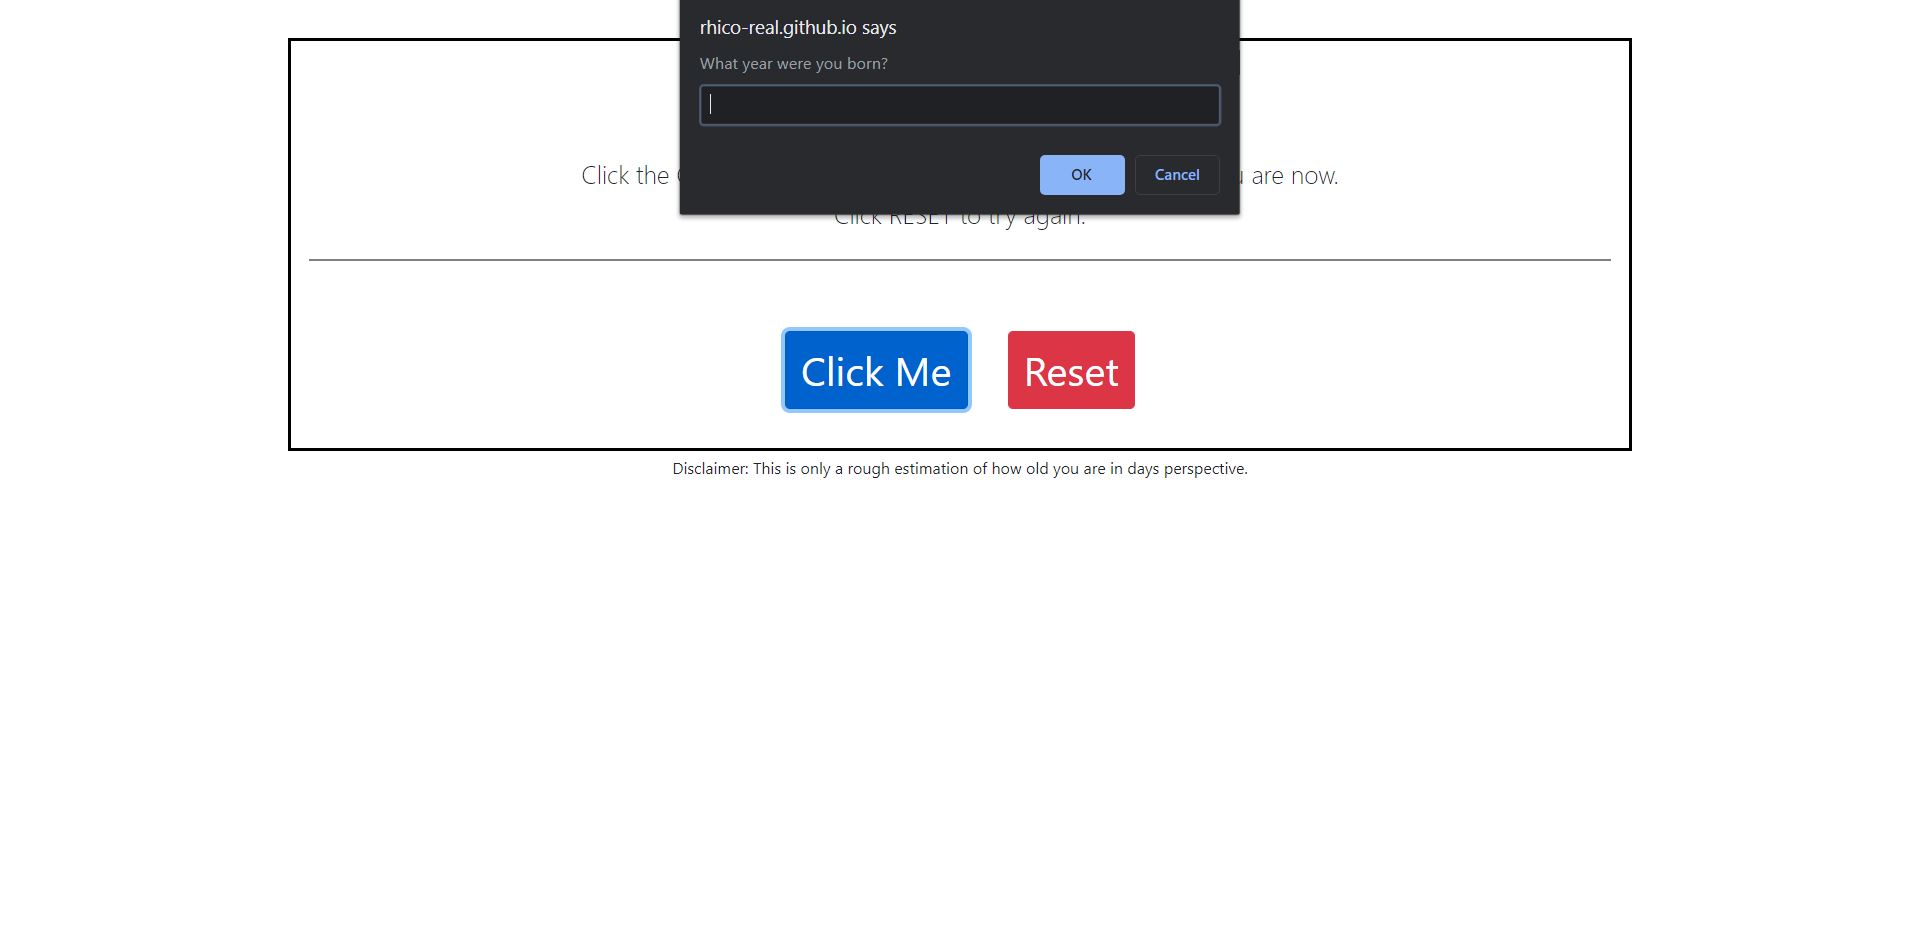 rhico-real.github.io says
What year were you born?
OK
Cancel
Click the
are now.
Click RESET to try again.
Click Me
Reset
Disclaimer: This is only a rough estimation of how old you are in days perspective.